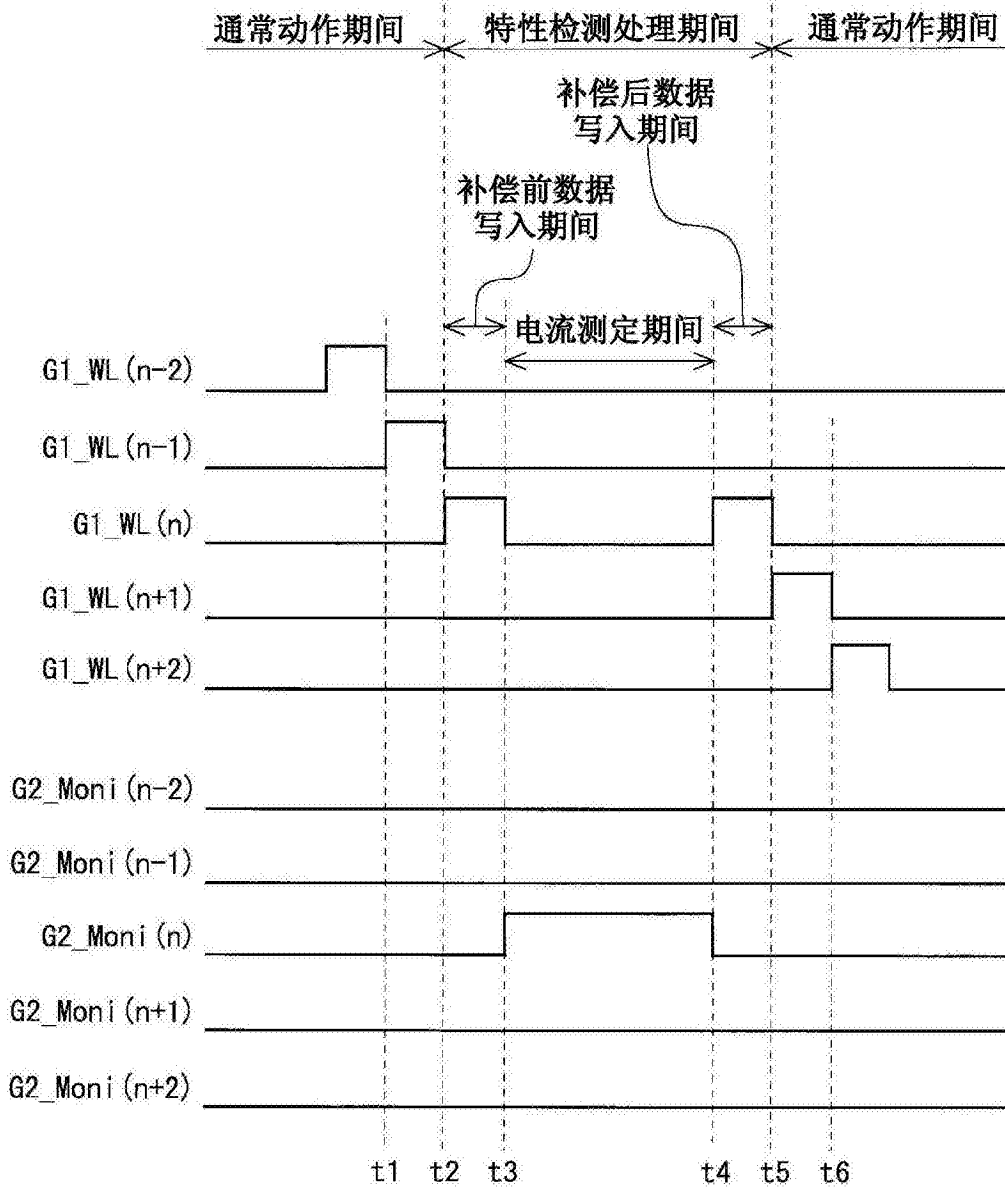 通常动作期间 特性检测处理期间 通常动作期间
补偿后数据
写入期间
补偿前数据
写入期间
电流测定期间
G1_WL(n-2)
G1_WL(n-1)
G1_WL(n)
G1_WL(n+1)
G1_WL(n+2)
G2_Moni(n-2)
G2_Moni(n-1)
G2_Moni(n)
G2_Moni(n+1)
G2_Moni(n+2)
t1 t2 t3 t4 t5 t6